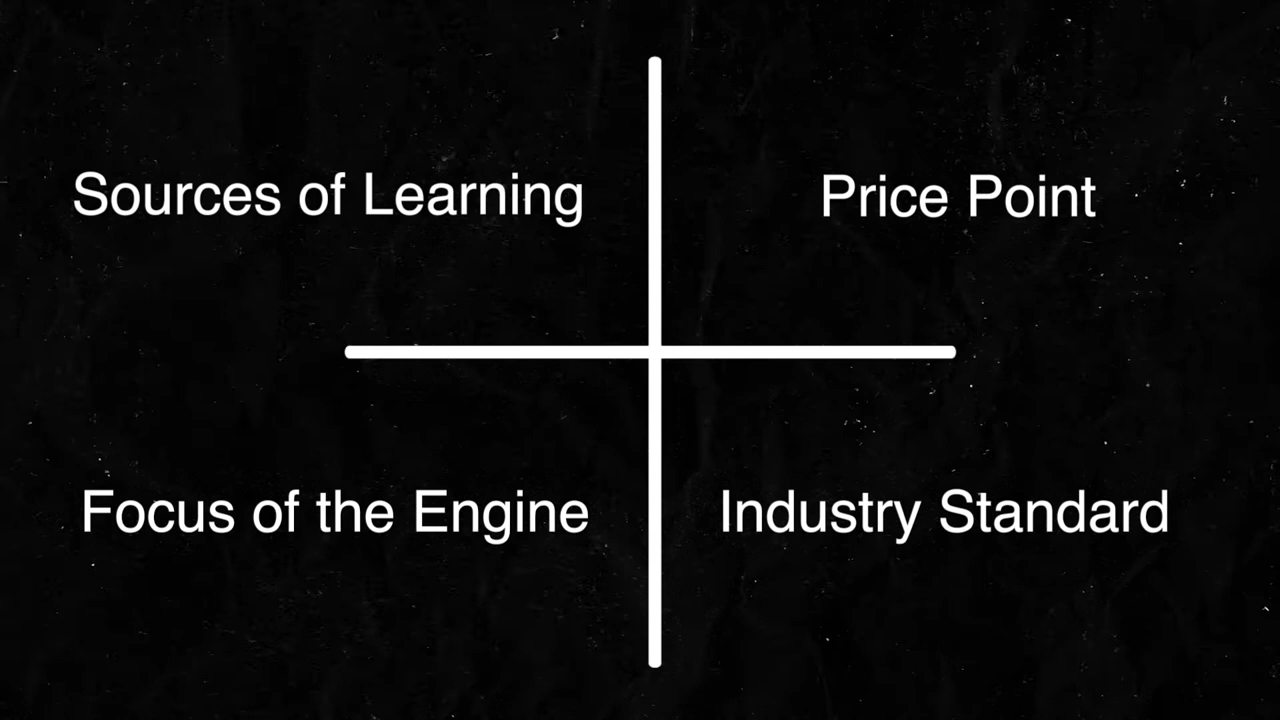 Sources of Learning
Price Point
Focus of the Engine
Industry Standard